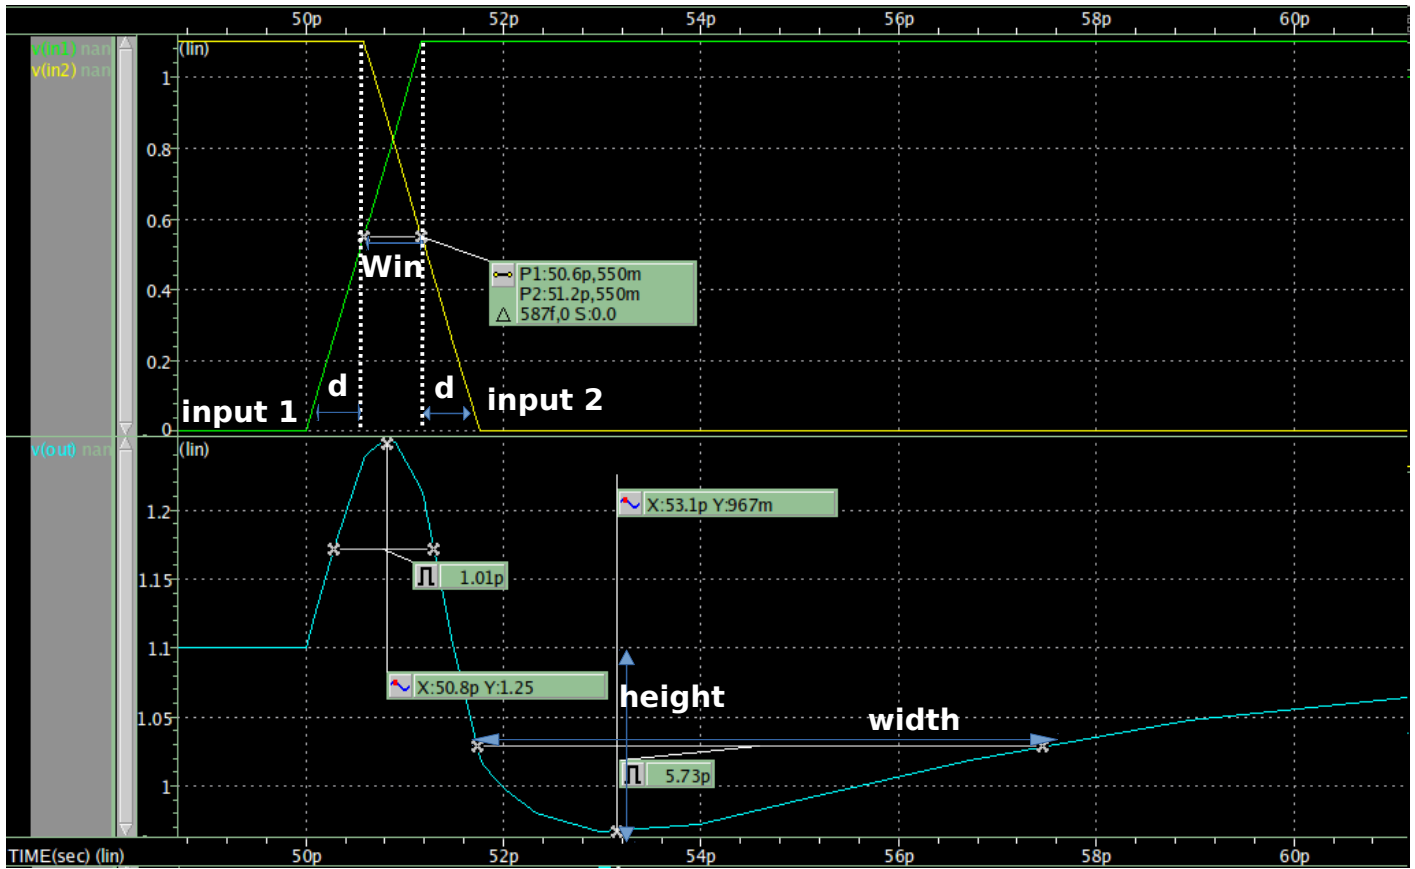 50p 52p 54p 56p 58p 60p
v(in1) nan
v(in2) nan
(lin)
1
0.8
0.6
0.4
0.2
0
Win
P1:50.6p,550m
P2:51.2p,550m
△ 587f,0 S:0.0
d
d
input 1
input 2
v(out) nan
(lin)
1.2
1.15
1.1
1.05
1
X:53.1p Y:967m
1.01p
X:50.8p Y:1.25
height
width
5.73p
TIME(sec) (lin)
50p 52p 54p 56p 58p 60p